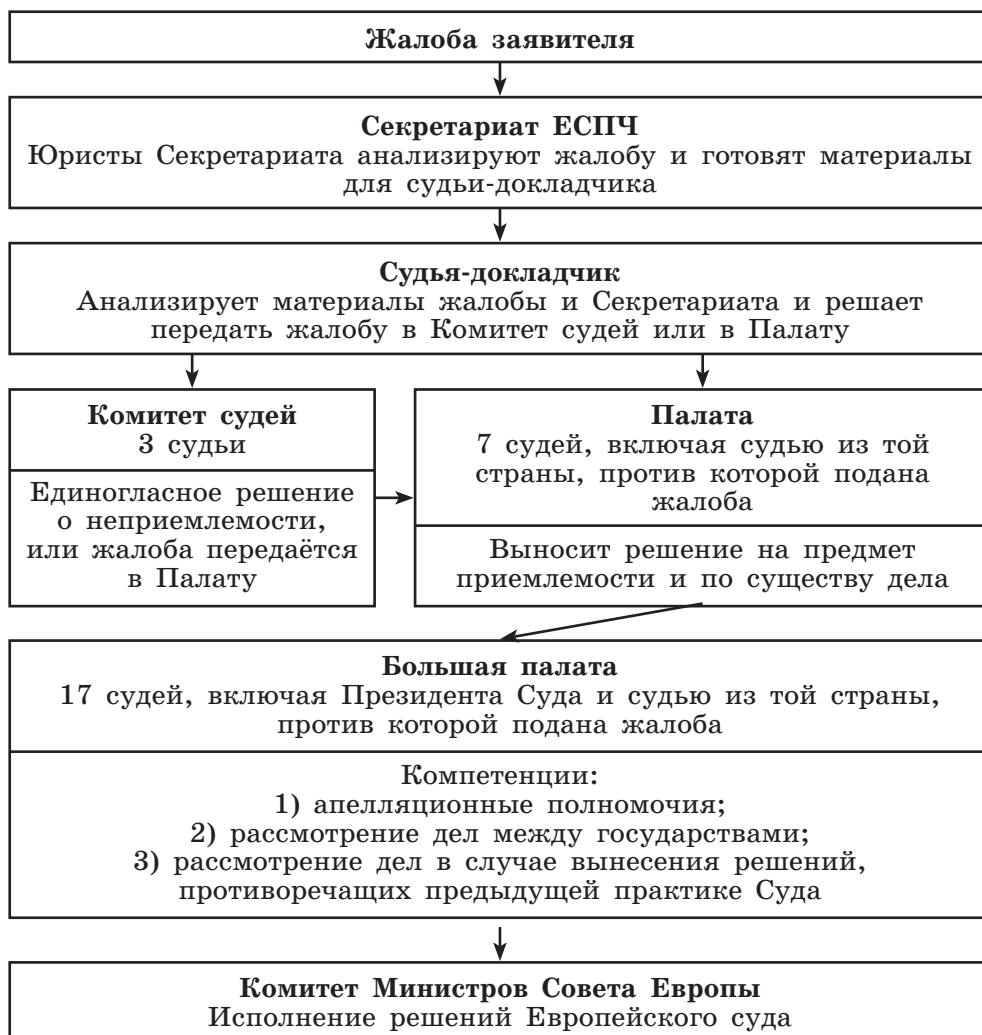 Жалоба заявителя
Секретариат ЕСПЧ
Юристы Секретариата анализируют жалобу и готовят материалы
для судьи-докладчика
Судья-докладчик
Анализирует материалы жалобы и Секретариата и решает
передать жалобу в Комитет судей или в Палату
Комитет судей
3 судьи
Единогласное решение
о неприемлемости,
или жалоба передаётся
в Палату
Палата
7 судей, включая судью из той
страны, против которой подана
жалоба
Выносит решение на предмет
приемлемости и по существу дела
Большая палата
17 судей, включая Президента Суда и судью из той страны,
против которой подана жалоба
Компетенции:
1) апелляционные полномочия;
2) рассмотрение дел между государствами;
3) рассмотрение дел в случае вынесения решений,
противоречащих предыдущей практике Суда
Комитет Министров Совета Европы
Исполнение решений Европейского суда